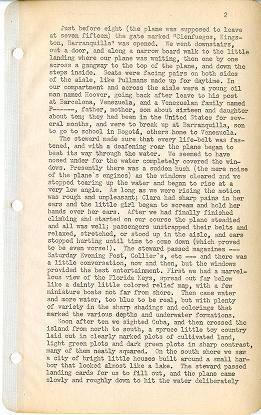 Just before eight (the plane was supposed to leave
at seven fifteen) the gate marked "Cienfuegos, Kings-
ton, Barranquilla" was opened. We went downstairs,
out a door, and along a narrow board walk to the little
landing where our plane was waiting, then one by one
across a gangway to the top of the plane, and down the
steps inside. Seats were facing pairs on both sides
of the aisle, like Pullmans made up for daytime. In
our compartment and across the aisle were a young oil
man named Hoover, going back after leave to his post
at Barcelona, Venezuela, and a Venezuelan family named
father, mother, son about sixteen and daughter
about ten; they had been in the United States for sev-
eral months, and were to break up at Barranquilla, son
to go to school in Bogotá, others home to Venezuela.
The steward made sure that every life-belt was fas-
tened, and with a deafening roar the plane began to
beat its way through the water. We seemed to have
nosed under for the water completely covered the win-
dows. Presently there was a sudden hush (the mere noise
of the plane's engines) as the windows cleared and we
stopped tearing up the water and began to rise at a
very low angle. As long as we were rising the motion
was rough and unpleasant; Clara had sharp pains in her
ears and the little girl began to scream and hold her
hands over her ears. After we had finally finished
climbing and started on our course the plane steadied
and all was well; passengers unstrapped their belts and
relaxed, stretched, or stood up in the aisle, and ears
stopped hurting until time to come down (which proved
to be even worse). The steward passed magazines ---
Saturday Evening Post, Collier's, etc --- and there was
a little conversation, now and then, but the windows
provided the best entertainment. First we had a marvel-
lous view of the Florida Keys, spread out far below
like a dainty little colored relief map, with a few
miniature boats not far from shore. Then came water
and more water, too blue to be real, but with plenty
of variety in the sharp shadings and colorings that
marked the various depths and underwater formations.
Soon after ten we sighted Cuba, and then crossed the
island from north to south, a spruce little toy country
laid out in clearly marked plots of cultivated land,
light green plots and dark green plots in sharp contrast,
many of them neatly squared. On the south shore we saw
a city of bright little houses built around a small har-
bor that looked almost like a lake. The steward passed
landing cards for us to fill out, and the plane came
slowly and roughly down to hit the water deliberately